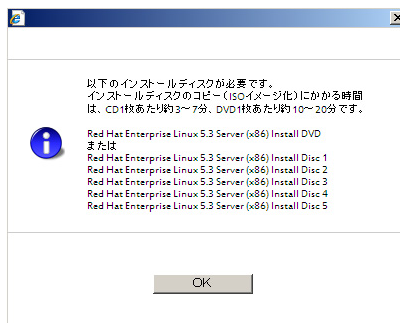 以下のインストールディスクが必要です。
インストールディスクのコピー（ISOイメージ化）にかかる時間
は、CD1枚あたり約3～7分、DVD1枚あたり約10～20分です。
Red Hat Enterprise Linux 5.3 Server (x86) Install DVD
または
Red Hat Enterprise Linux 5.3 Server (x86) Install Disc 1
Red Hat Enterprise Linux 5.3 Server (x86) Install Disc 2
Red Hat Enterprise Linux 5.3 Server (x86) Install Disc 3
Red Hat Enterprise Linux 5.3 Server (x86) Install Disc 4
Red Hat Enterprise Linux 5.3 Server (x86) Install Disc 5
OK